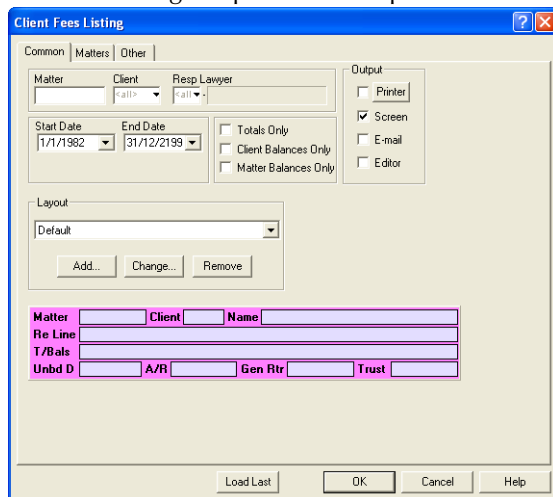 Client Fees Listing
Common Matters Other
Matter Client Resp Lawyer
<all> <all> -
Output
Printer
Screen
E-mail
Editor
Start Date End Date
1/1/1982 31/12/2199
Totals Only
Client Balances Only
Matter Balances Only
Layout
Default
Add... Change... Remove
Matter Client Name
Re Line
T/Bals
Unbd D A/R Gen Rtr Trust
Load Last OK Cancel Help